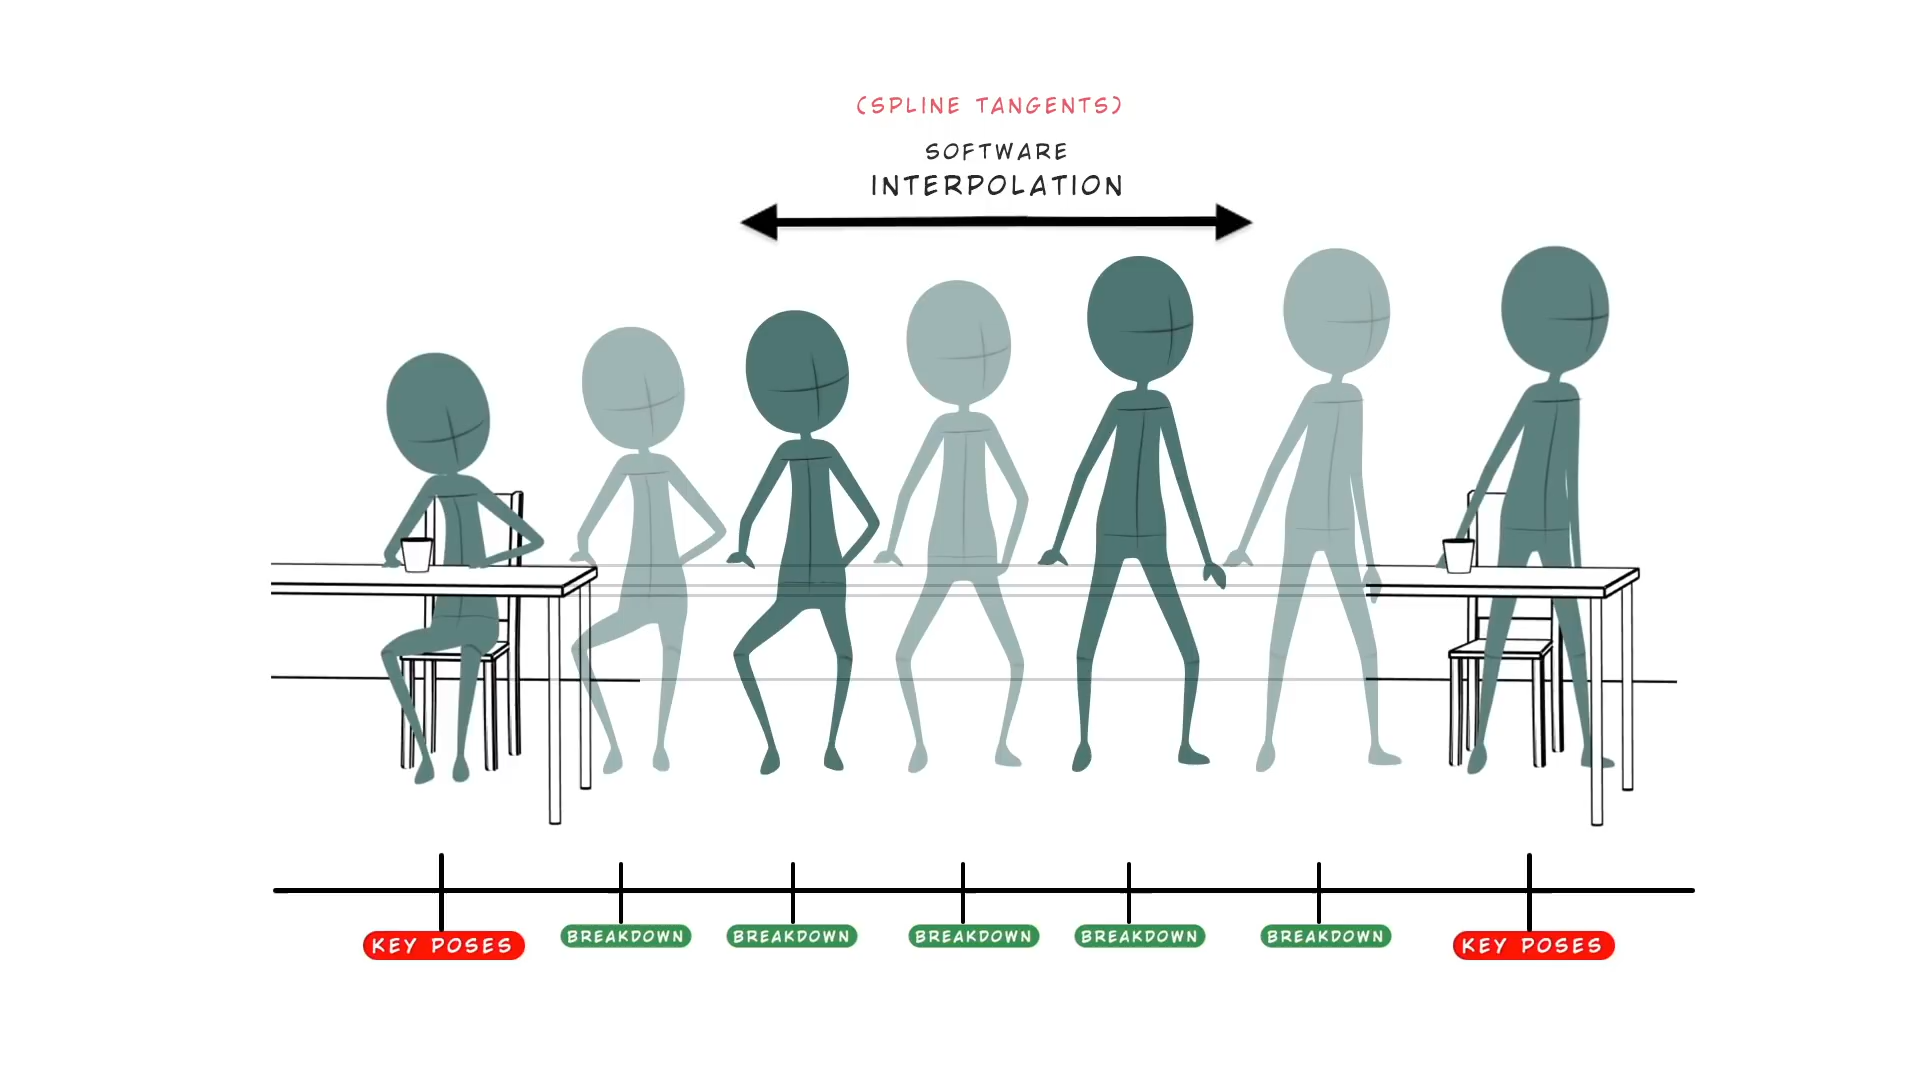 (SPLINE TANGENTS)
SOFTWARE
INTERPOLATION
KEY POSES
BREAKDOWN
BREAKDOWN
BREAKDOWN
BREAKDOWN
BREAKDOWN
KEY POSES